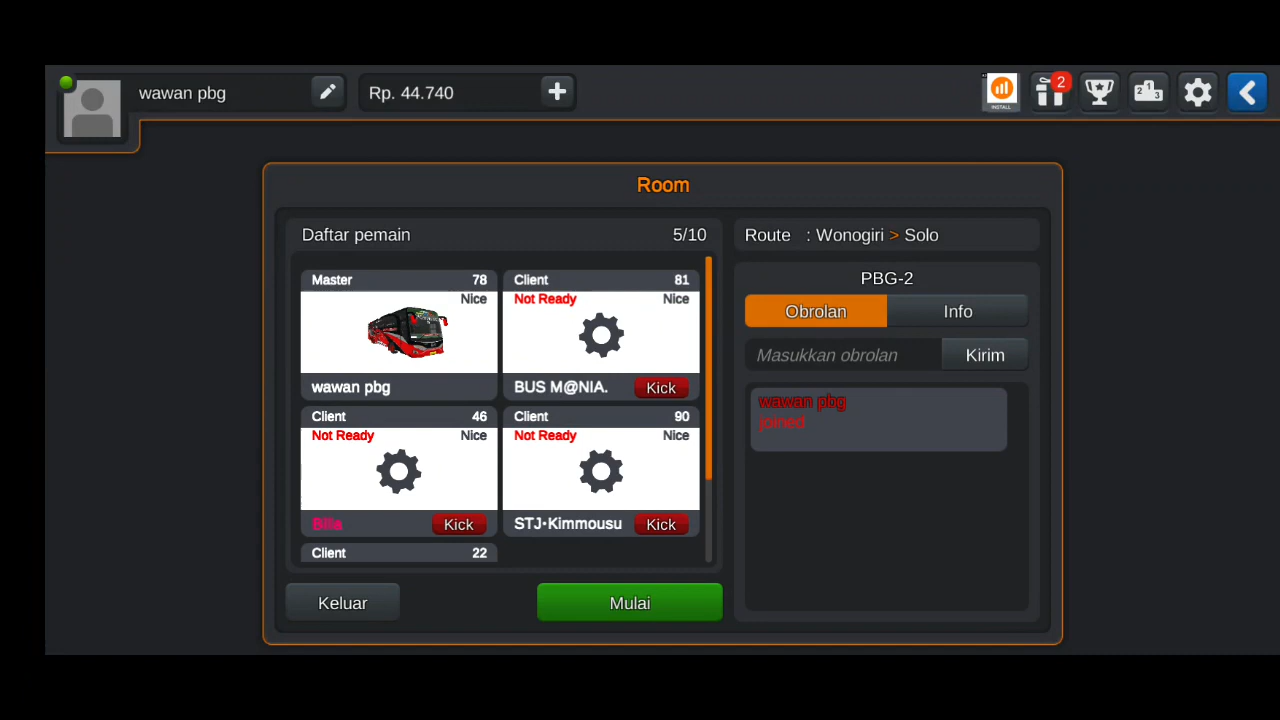 wawan pbg
Rp. 44.740
INSTALL
2
2 1 3
Room
Daftar pemain 5/10
Master 78
Nice
wawan pbg
Client 81
Not Ready Nice
BUS M@NIA. Kick
Client 46
Not Ready Nice
Billa Kick
Client 90
Not Ready Nice
STJ•Kimmousu Kick
Client 22
Keluar
Mulai
Route : Wonogiri > Solo
PBG-2
Obrolan Info
Masukkan obrolan Kirim
wawan pbg
joined